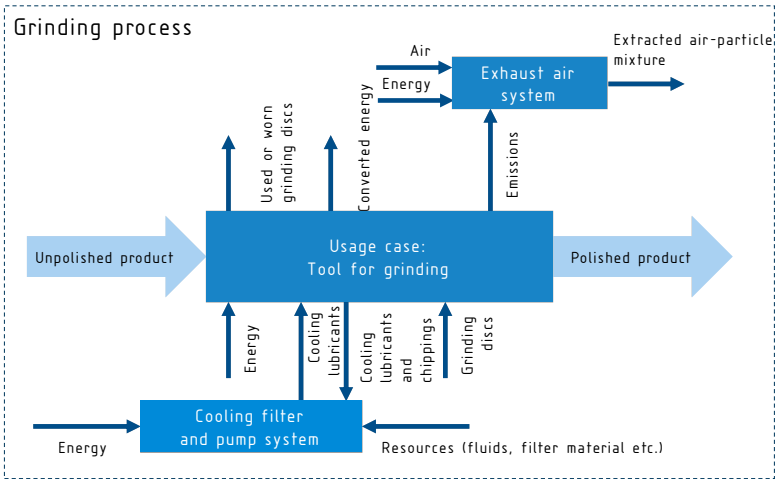 Grinding process
Air
Energy
Exhaust air
system
Extracted air-particle
mixture
Used or worn
grinding discs
Converted energy
Emissions
Unpolished product
Usage case:
Tool for grinding
Polished product
Energy
Cooling
lubricants
Cooling
lubricants
and
chippings
Grinding
discs
Energy
Cooling filter
and pump system
Resources (fluids, filter material etc.)